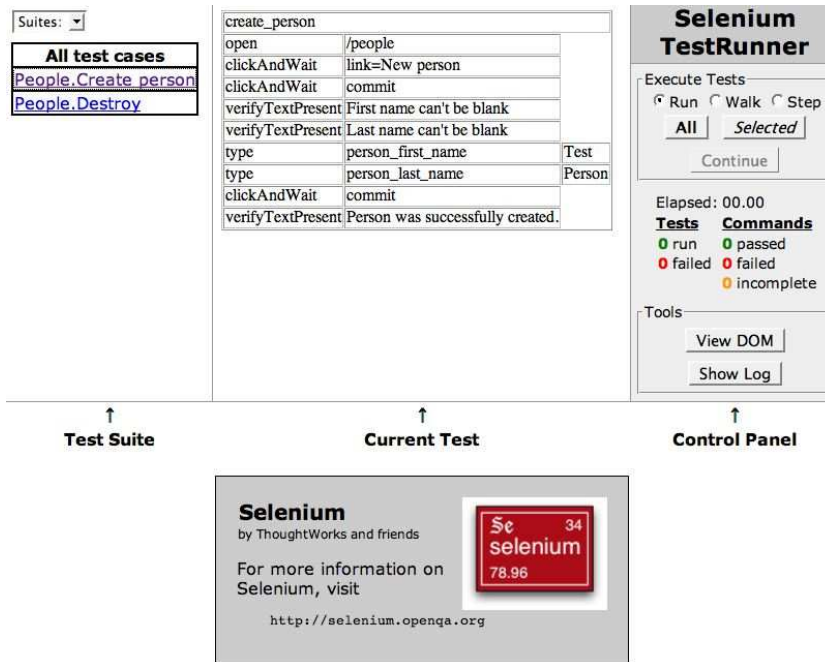 Suites:
All test cases
People.Create person
People.Destroy
create_person
open /people
clickAndWait link=New person
clickAndWait commit
verifyTextPresent First name can't be blank
verifyTextPresent Last name can't be blank
type person_first_name Test
type person_last_name Person
clickAndWait commit
verifyTextPresent Person was successfully created.
Selenium
TestRunner
Execute Tests
Run Walk Step
All Selected
Continue
Elapsed: 00.00
Tests Commands
0 run 0 passed
0 failed 0 failed
0 incomplete
Tools
View DOM
Show Log
↑ ↑ ↑
Test Suite Current Test Control Panel
Selenium
by ThoughtWorks and friends
For more information on
Selenium, visit
http://selenium.openqa.org
Se 34
selenium
78.96